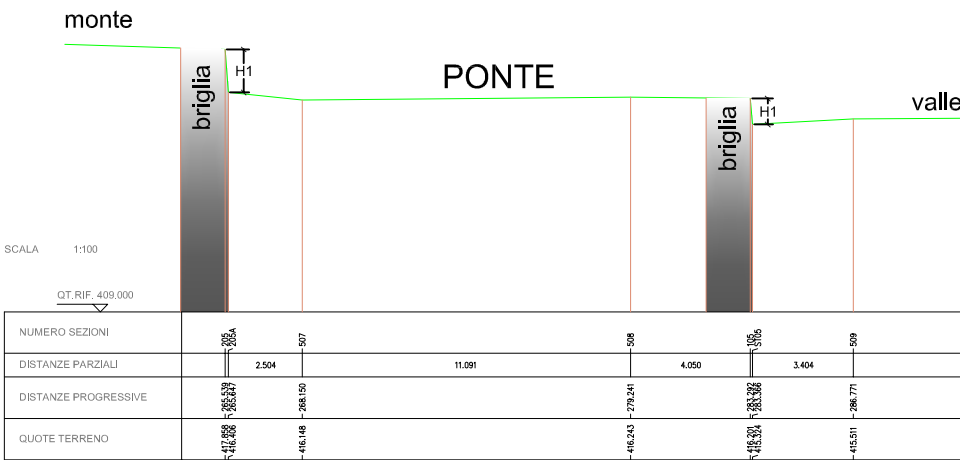 monte
H1
briglia
PONTE
H1
briglia
valle
SCALA 1:100
QT.RIF. 409.000
NUMERO SEZIONI 205 205A 507 508 105 S105 509
DISTANZE PARZIALI 2.504 11.091 4.050 3.404
DISTANZE PROGRESSIVE 265.539 265.647 268.150 279.241 283.292 283.366 286.771
QUOTE TERRENO 417.858 416.406 416.148 416.243 416.201 415.324 415.511